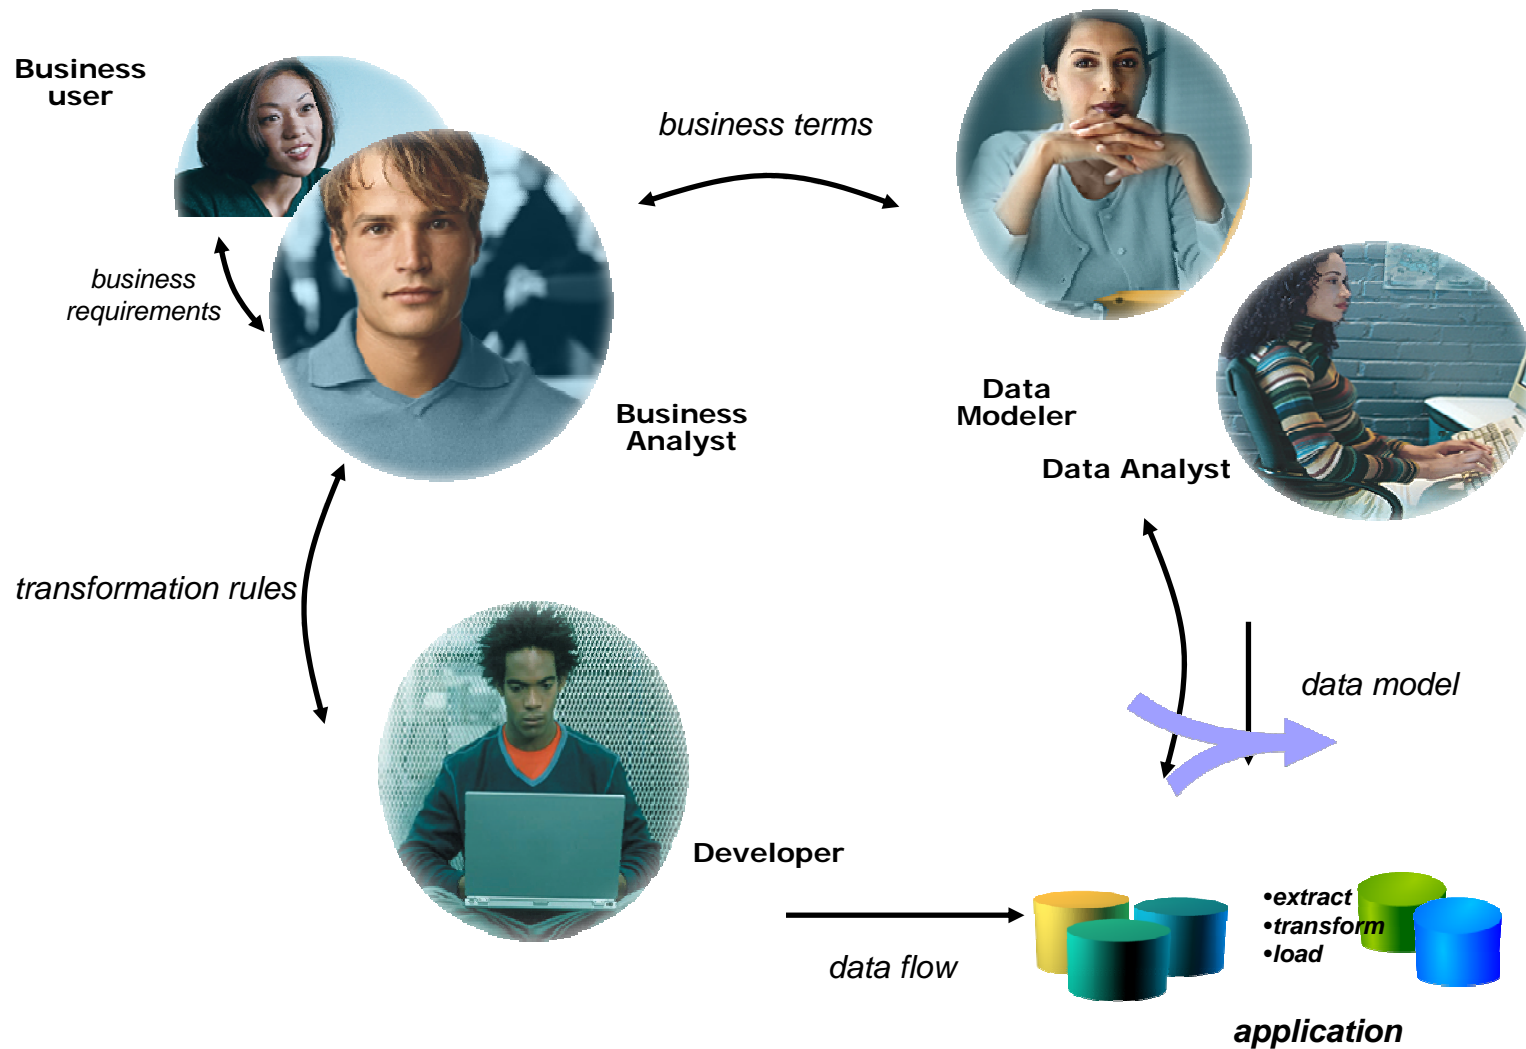 Business
user
business terms
business
requirements
Business
Analyst
Data
Modeler
Data Analyst
transformation rules
data model
Developer
data flow
•extract
•transform
•load
application